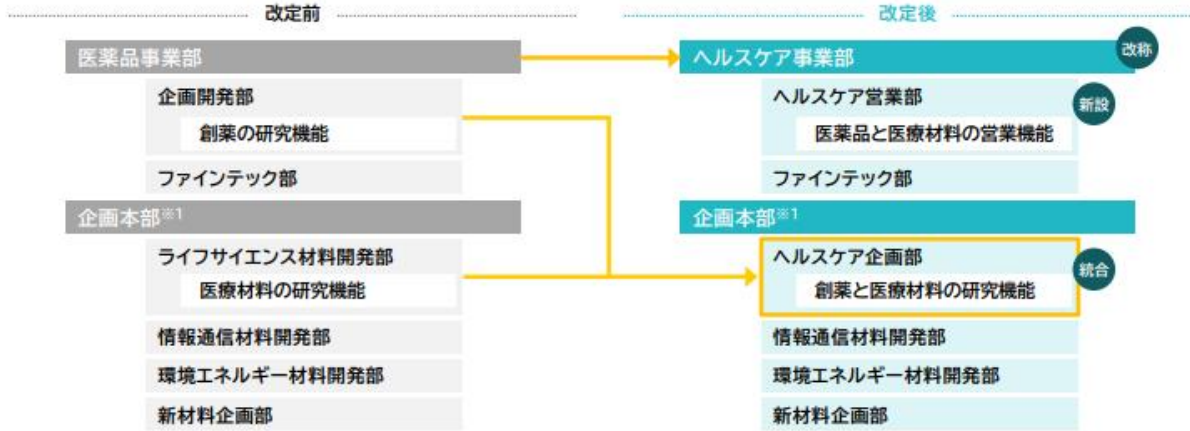 改定前
医薬品事業部
企画開発部
創薬の研究機能
ファインテック部
企画本部※1
ライフサイエンス材料開発部
医療材料の研究機能
情報通信材料開発部
環境エネルギー材料開発部
新材料企画部
改定後
ヘルスケア事業部
改称
ヘルスケア営業部
新設
医薬品と医療材料の営業機能
ファインテック部
企画本部※1
ヘルスケア企画部
統合
創薬と医療材料の研究機能
情報通信材料開発部
環境エネルギー材料開発部
新材料企画部